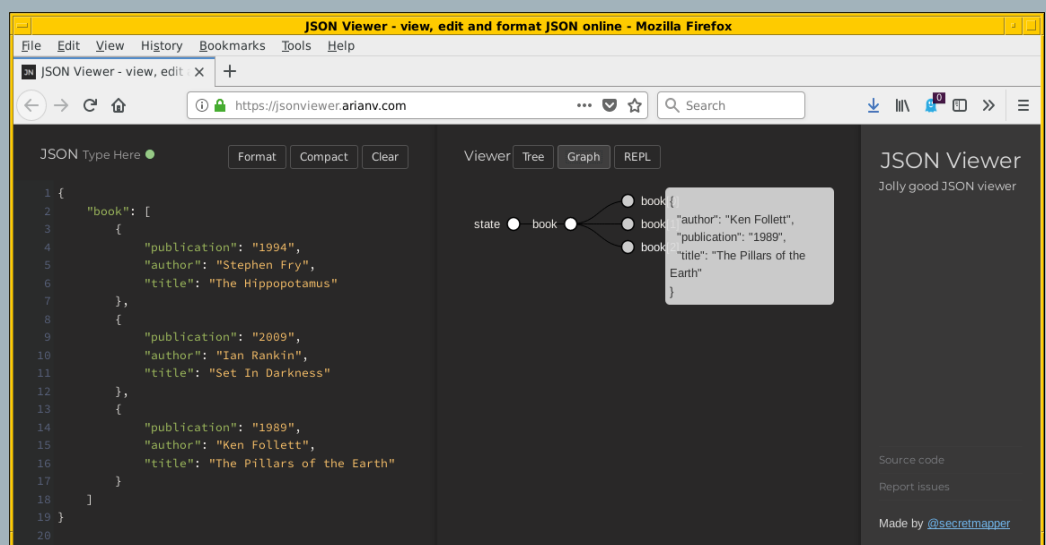 JSON Viewer - view, edit and format JSON online - Mozilla Firefox
File Edit View History Bookmarks Tools Help
JN JSON Viewer - view, edit
https://jsonviewer.arianv.com
Search
0
JSON Type Here
Format Compact Clear
1 {
2 "book": [
3 {
4 "publication": "1994",
5 "author": "Stephen Fry",
6 "title": "The Hippopotamus"
7 },
8 {
9 "publication": "2009",
10 "author": "Ian Rankin",
11 "title": "Set In Darkness"
12 },
13 {
14 "publication": "1989",
15 "author": "Ken Follett",
16 "title": "The Pillars of the Earth"
17 }
18 ]
19 }
20
Viewer Tree Graph REPL
state book
book
book
book
{
"author": "Ken Follett",
"publication": "1989",
"title": "The Pillars of the
Earth"
}
JSON Viewer
Jolly good JSON viewer
Source code
Report issues
Made by @secretmapper